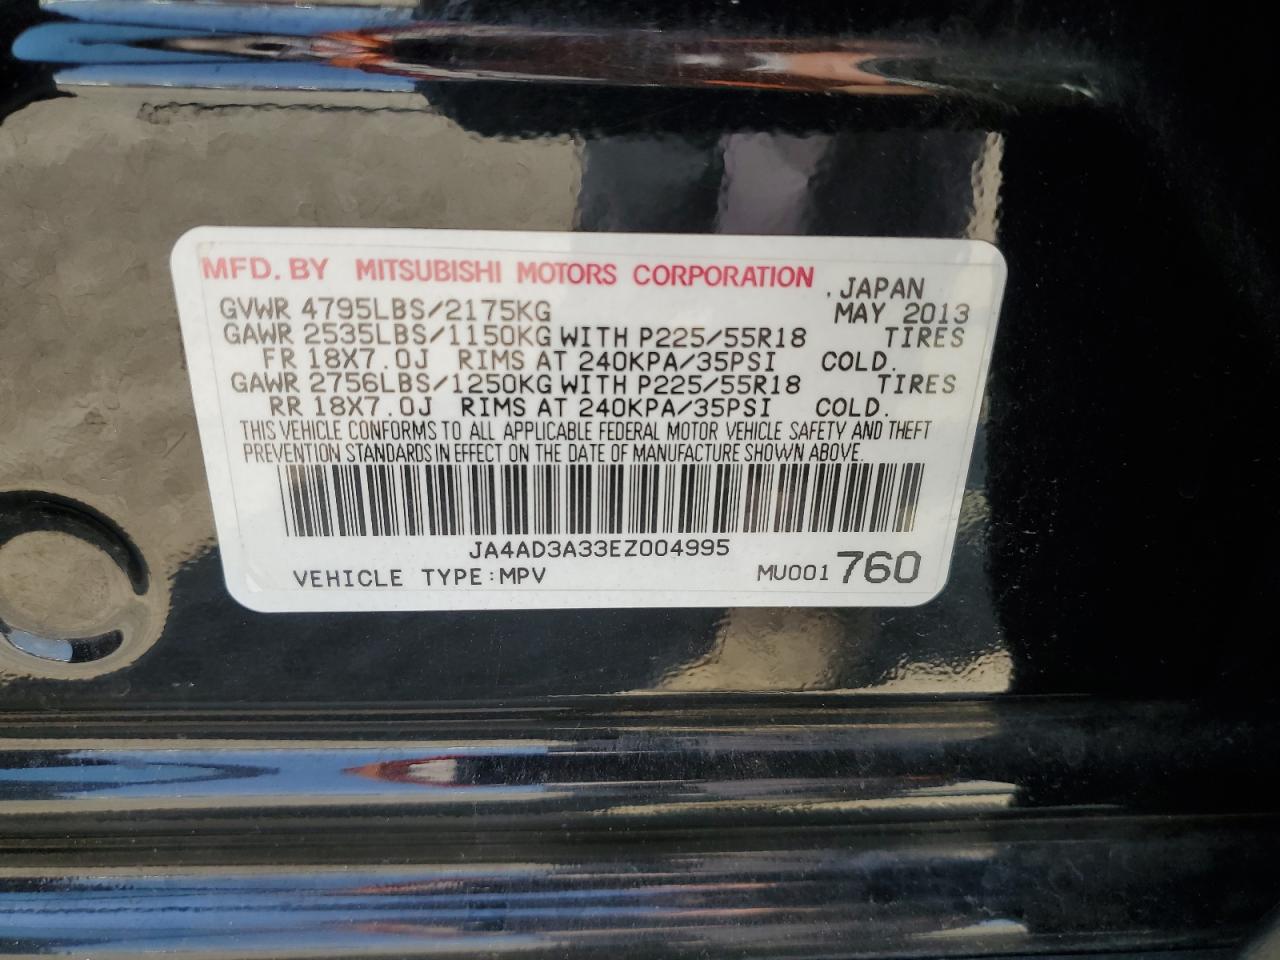 MFD. BY MITSUBISHI MOTORS CORPORATION . JAPAN
GVWR 4795LBS/2175KG MAY 2013
GAWR 2535LBS/1150KG WITH P225/55R18 TIRES
FR 18X7.0J RIMS AT 240KPA/35PSI COLD.
GAWR 2756LBS/1250KG WITH P225/55R18 TIRES
RR 18X7.0J RIMS AT 240KPA/35PSI COLD.
THIS VEHICLE CONFORMS TO ALL APPLICABLE FEDERAL MOTOR VEHICLE SAFETY AND THEFT
PREVENTION STANDARDS IN EFFECT ON THE DATE OF MANUFACTURE SHOWN ABOVE.
JA4AD3A33EZ004995
VEHICLE TYPE:MPV MU001760